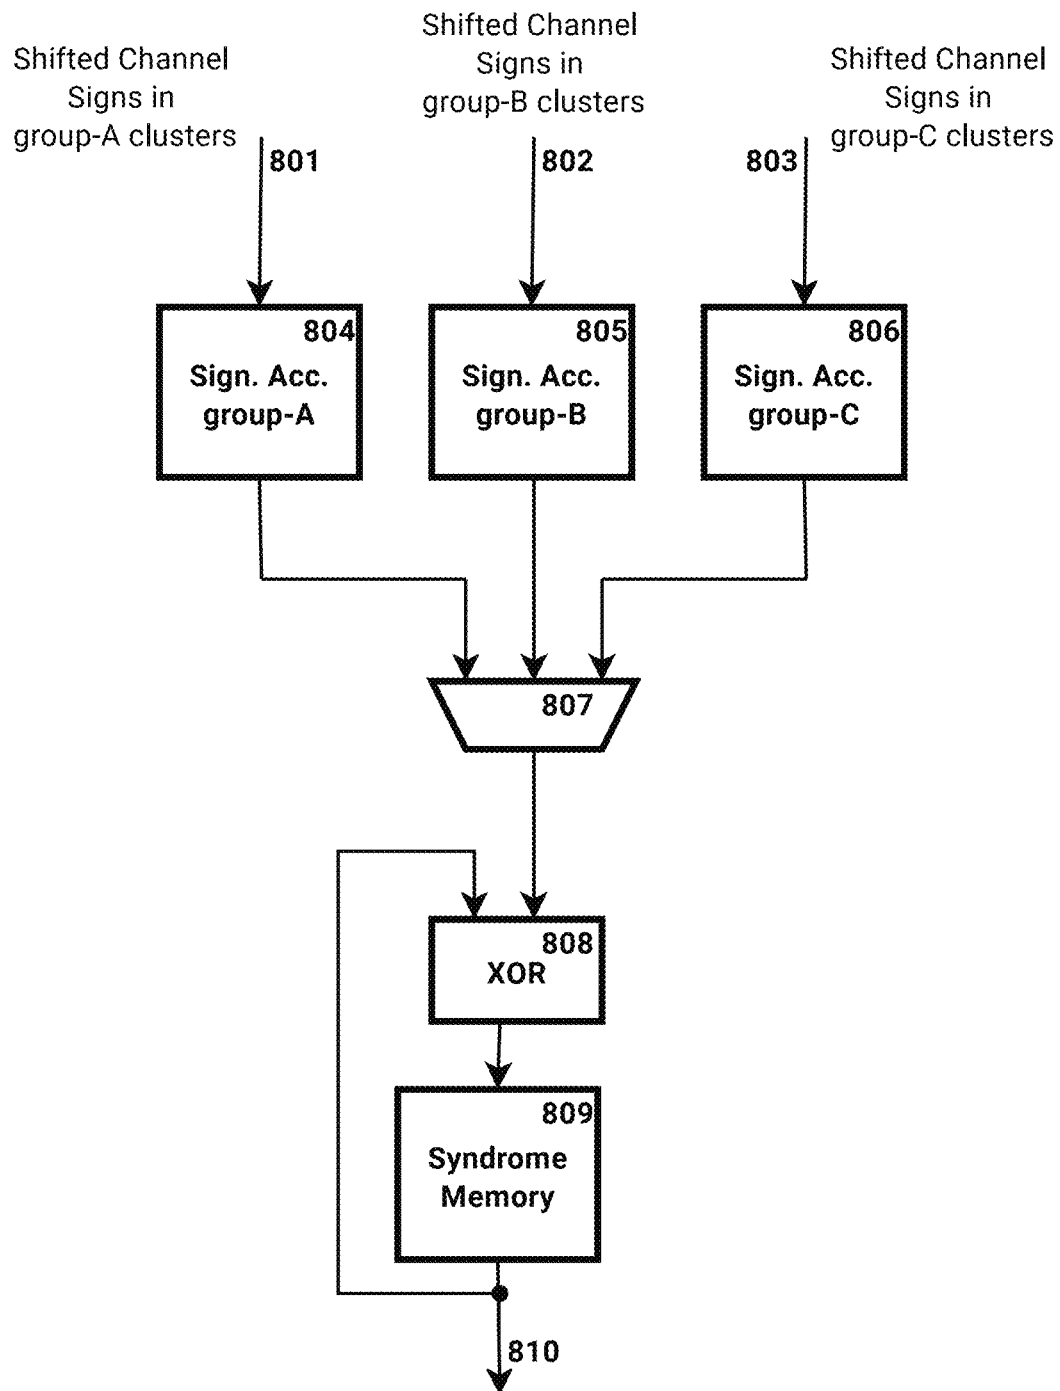 Shifted Channel
Signs in
group-A clusters
Shifted Channel
Signs in
group-B clusters
Shifted Channel
Signs in
group-C clusters
801
802
803
804
Sign. Acc.
group-A
805
Sign. Acc.
group-B
806
Sign. Acc.
group-C
807
808
XOR
809
Syndrome
Memory
810